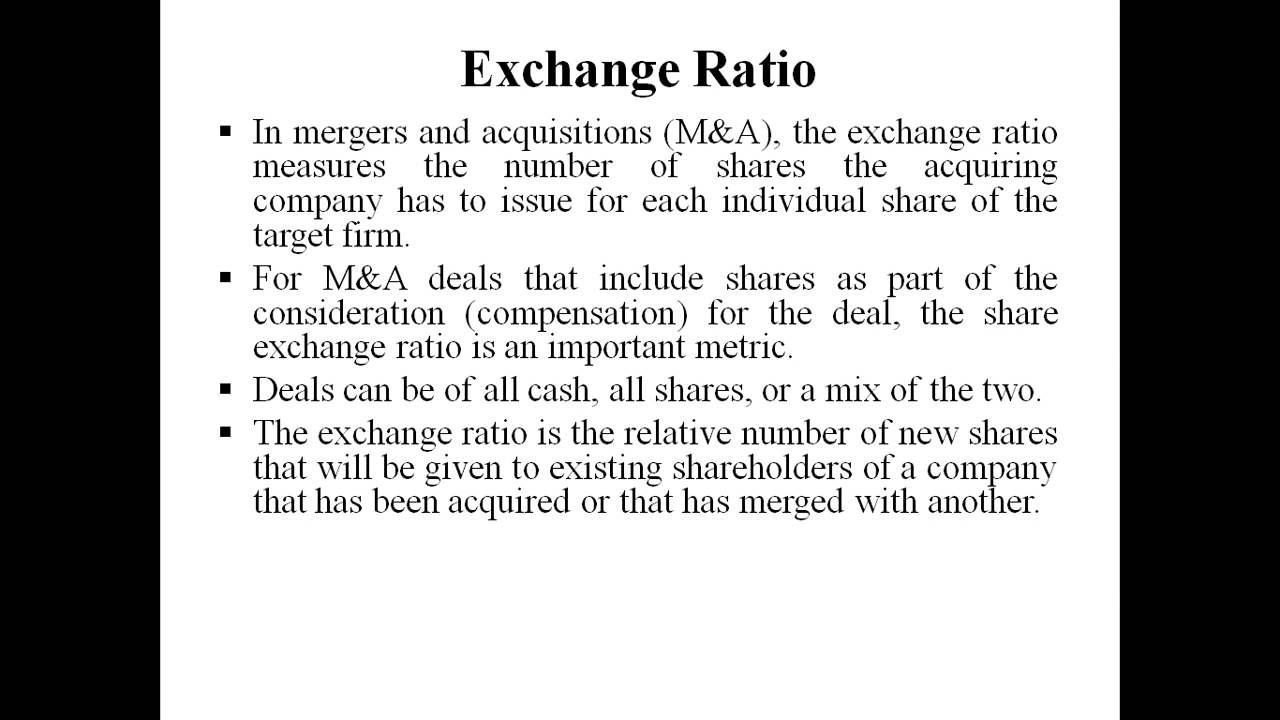 Exchange Ratio
▪ In mergers and acquisitions (M&A), the exchange ratio
measures the number of shares the acquiring
company has to issue for each individual share of the
target firm.
▪ For M&A deals that include shares as part of the
consideration (compensation) for the deal, the share
exchange ratio is an important metric.
▪ Deals can be of all cash, all shares, or a mix of the two.
▪ The exchange ratio is the relative number of new shares
that will be given to existing shareholders of a company
that has been acquired or that has merged with another.